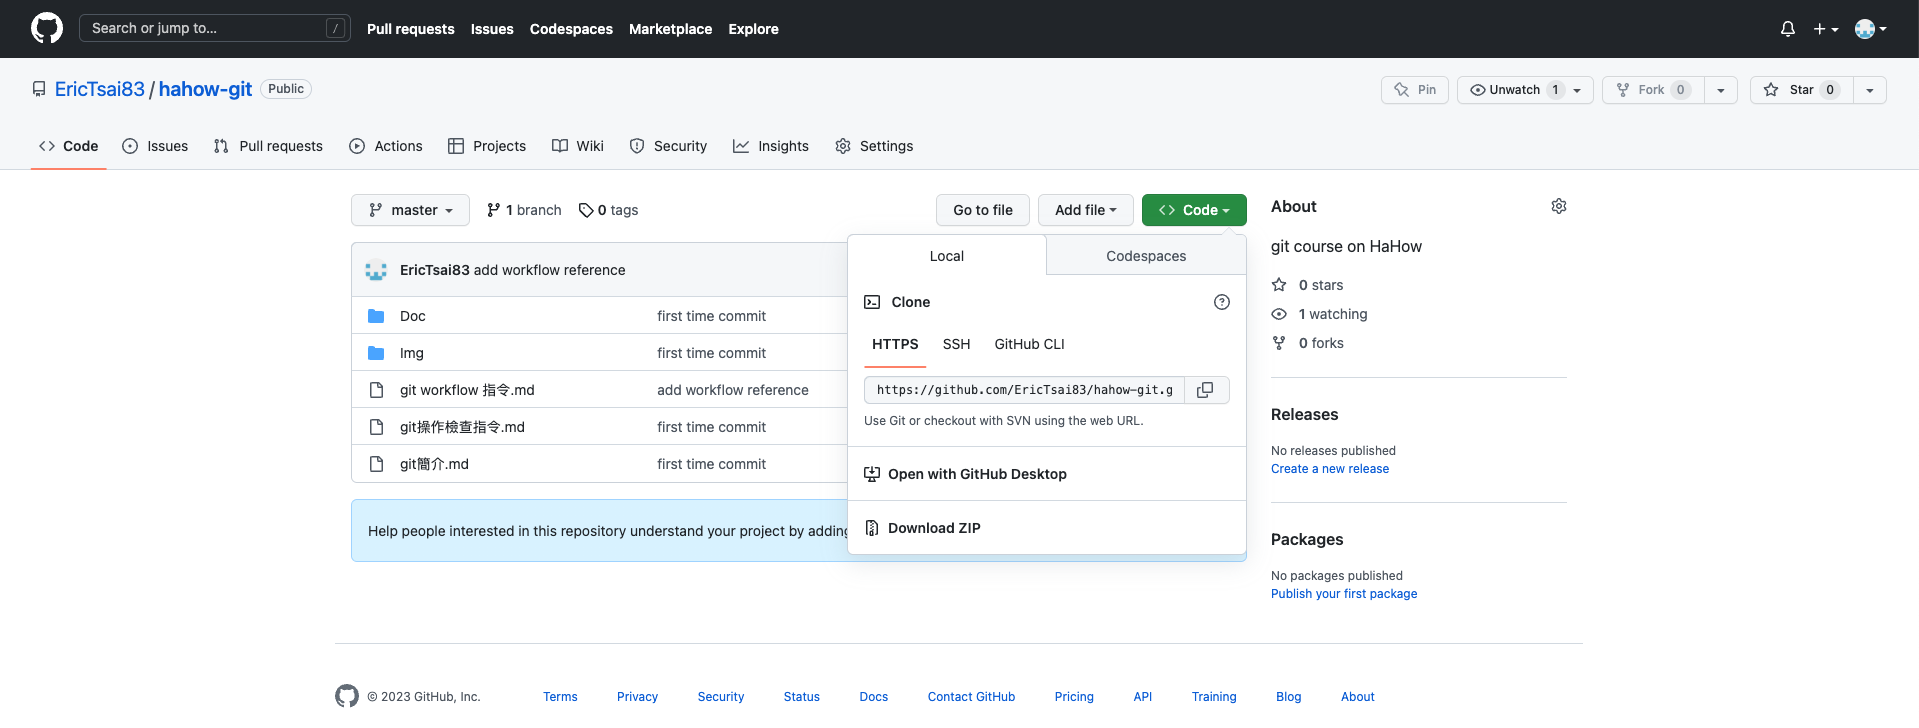 Search or jump to... /
Pull requests Issues Codespaces Marketplace Explore
EricTsai83 / hahow-git Public
Pin Unwatch 1 Fork 0 Star 0
Code Issues Pull requests Actions Projects Wiki Security Insights Settings
master 1 branch 0 tags Go to file Add file Code
EricTsai83 add workflow reference
Doc first time commit
Img first time commit
git workflow 指令.md add workflow reference
git操作檢查指令.md first time commit
git簡介.md first time commit
Help people interested in this repository understand your project by adding
Local Codespaces
Clone
HTTPS SSH GitHub CLI
https://github.com/EricTsai83/hahow-git.g
Use Git or checkout with SVN using the web URL.
Open with GitHub Desktop
Download ZIP
About
git course on HaHow
0 stars
1 watching
0 forks
Releases
No releases published
Create a new release
Packages
No packages published
Publish your first package
© 2023 GitHub, Inc. Terms Privacy Security Status Docs Contact GitHub Pricing API Training Blog About